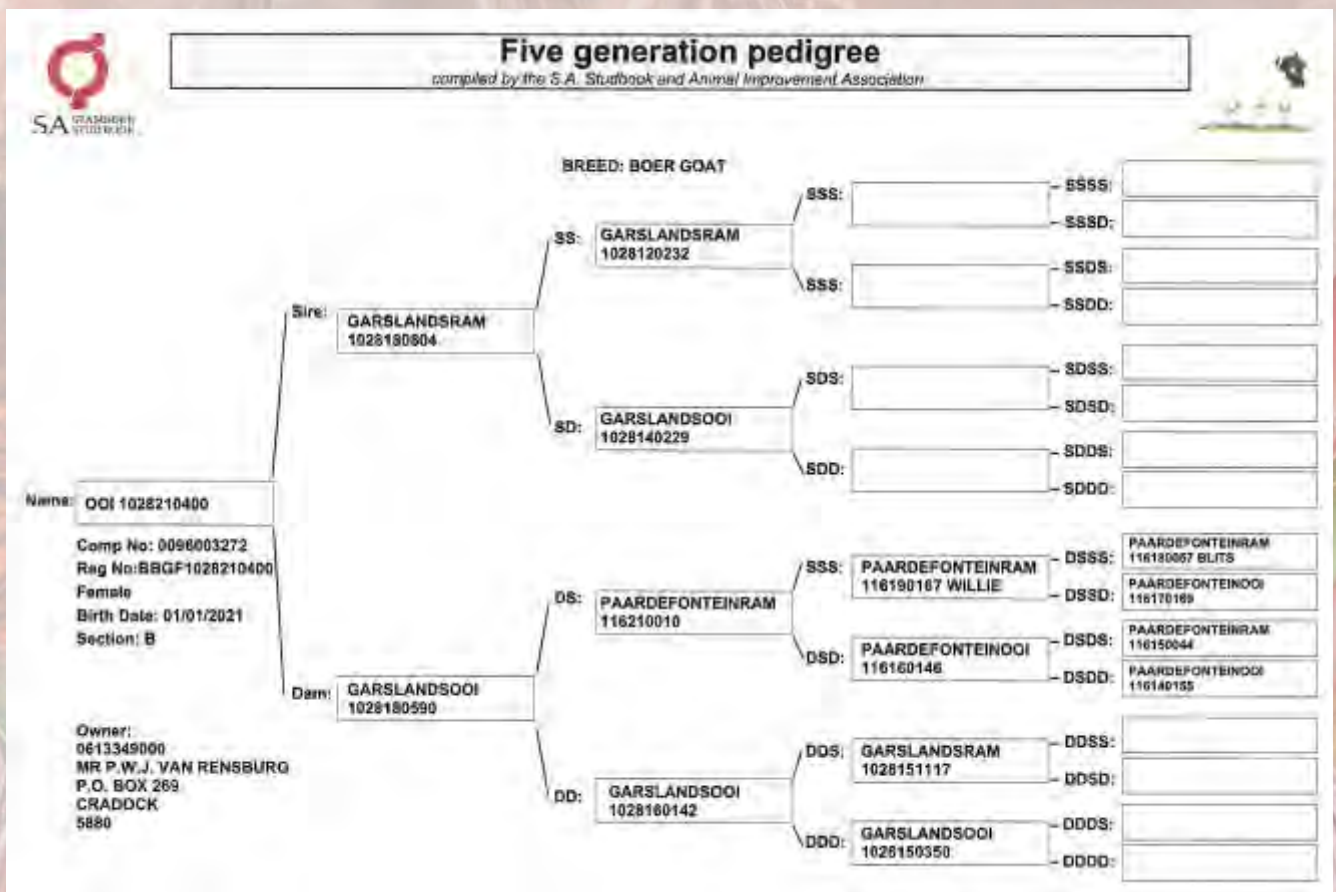 Five generation pedigree
compiled by the S.A. Studbook and Animal Improvement Association
SA STAMBOEK
STUDBOOK
BREED: BOER GOAT
Name: OOI 1028210400
Comp No: 0096003272
Reg No:BBGF1028210400
Female
Birth Date: 01/01/2021
Section: B
Owner:
0613349000
MR P.W.J. VAN RENSBURG
P.O. BOX 269
CRADOCK
5880
Sire: GARSLANDSRAM
1028180804
Dam: GARSLANDSOOI
1028180590
SS: GARSLANDSRAM
1028120232
SD: GARSLANDSOOI
1028140229
DS: PAARDEFONTEINRAM
116210010
DD: GARSLANDSOOI
1028160142
SSS:
SSS:
SDS:
SDD:
SSS: PAARDEFONTEINRAM
116190167 WILLIE
DSD: PAARDEFONTEINOOI
116160146
DDS: GARSLANDSRAM
1028151117
DDD: GARSLANDSOOI
1028150350
SSSS:
SSSD:
SSDS:
SSDD:
SDSS:
SDSD:
SDDS:
SDDD:
DSSS: PAARDEFONTEINRAM
116180067 BLITS
DSSD: PAARDEFONTEINOOI
116170169
DSDS: PAARDEFONTEINRAM
116150044
DSDD: PAARDEFONTEINOOI
116140155
DDSS:
DDSD:
DDDS:
DDDD: